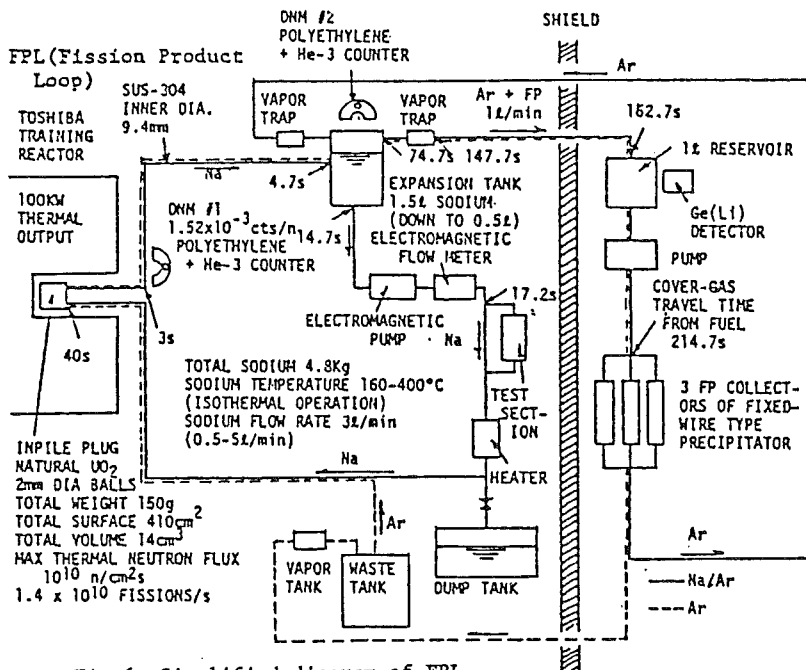 SHIELD
DNM #2
POLYETHYLENE
+ He-3 COUNTER
FPL(Fission Product
Loop)
SUS-304
INNER DIA.
9.4mm
TOSHIBA
TRAINING
REACTOR
100KW
THERMAL
OUTPUT
VAPOR
TRAP
VAPOR
TRAP
Ar + FP
1ℓ/min
Ar
162.7s
1ℓ RESERVOIR
Ge(Li)
DETECTOR
PUMP
COVER-GAS
TRAVEL TIME
FROM FUEL
214.7s
3 FP COLLECT-
ORS OF FIXED-
WIRE TYPE
PRECIPITATOR
Na
4.7s
74.7s
147.7s
EXPANSION TANK
1.5ℓ SODIUM
(DOWN TO 0.5ℓ)
DNM #1
1.52x10⁻³ cts/n
POLYETHYLENE
+ He-3 COUNTER
14.7s
ELECTROMAGNETIC
FLOW METER
ELECTROMAGNETIC
PUMP
Na
17.2s
TEST
SECT-
ION
HEATER
3s
40s
TOTAL SODIUM 4.8Kg
SODIUM TEMPERATURE 160-400°C
(ISOTHERMAL OPERATION)
SODIUM FLOW RATE 3ℓ/min
(0.5-5ℓ/min)
INPILE PLUG
NATURAL UO₂
2mm DIA BALLS
TOTAL WEIGHT 150g
TOTAL SURFACE 410cm²
TOTAL VOLUME 14cm³
MAX THERMAL NEUTRON FLUX
10¹⁰ n/cm²s
1.4 x 10¹⁰ FISSIONS/s
Na
Ar
VAPOR
TANK
WASTE
TANK
DUMP TANK
Ar
Na/Ar
Ar